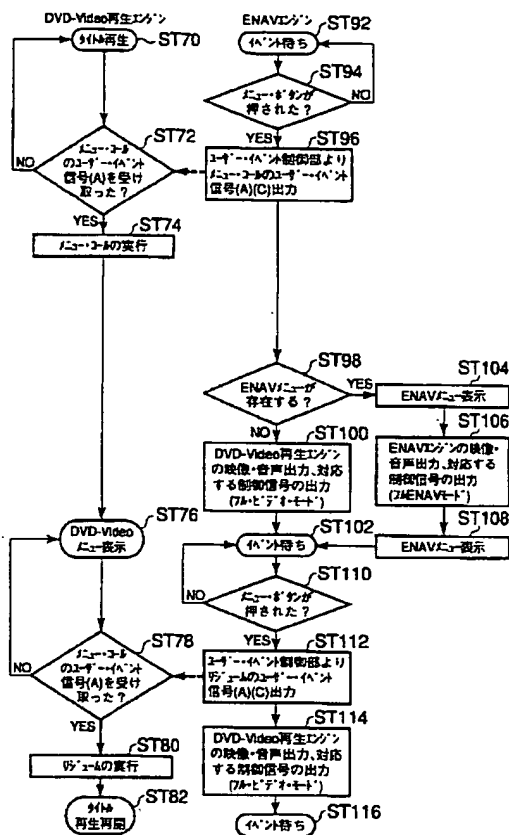 DVD-Video再生エンジン
タイトル再生
ST70
メニュー・コール
のユーザー・イベント
信号(A)を受け
取った?
ST72
NO
YES
ST74
メニュー・コールの実行
ST76
DVD-Video
メニュー表示
ST78
メニュー・コール
のユーザー・イベント
信号(A)を受け
取った?
NO
YES
ST80
リジュームの実行
ST82
タイトル
再生再開
ENAVエンジン
ST92
イベント待ち
ST94
メニュー・ボタンが
押された?
NO
YES
ST96
ユーザー・イベント制御部より
メニュー・コールのユーザー・イベント
信号(A)(C)出力
ST98
ENAVメニューが
存在する?
YES
NO
ST100
DVD-Video再生エンジン
の映像・音声出力、対応
する制御信号の出力
(フル・ビデオ・モード)
ST104
ENAVメニュー表示
ST106
ENAVエンジンの映像・
音声出力、対応する
制御信号の出力
(フルENAVモード)
ST108
ENAVメニュー表示
ST102
イベント待ち
ST110
メニュー・ボタンが
押された?
NO
YES
ST112
ユーザー・イベント制御部より
リジュームのユーザー・イベント
信号(A)(C)出力
ST114
DVD-Video再生エンジン
の映像・音声出力、対応
する制御信号の出力
(フル・ビデオ・モード)
ST116
イベント待ち